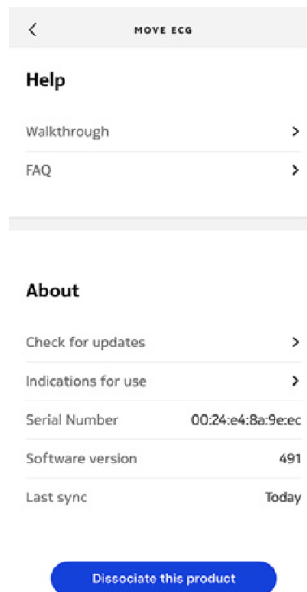 MOVE ECG
Help
Walkthrough
FAQ
About
Check for updates
Indications for use
Serial Number 00:24:e4:8a:9e:ec
Software version 491
Last sync Today
Dissociate this product